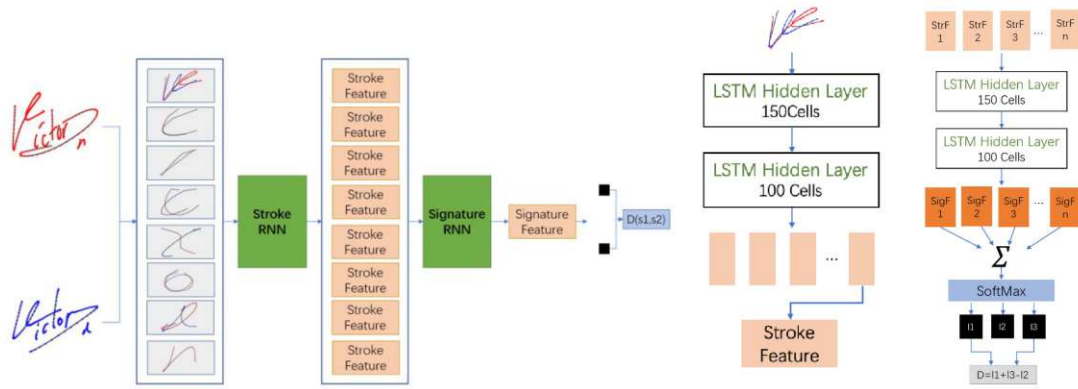 Victor
n
Victor
Stroke
RNN
Stroke
Feature
Stroke
Feature
Stroke
Feature
Stroke
Feature
Stroke
Feature
Stroke
Feature
Stroke
Feature
Stroke
Feature
Signature
RNN
Signature
Feature
D(s1,s2)
LSTM Hidden Layer
150Cells
LSTM Hidden Layer
100 Cells
...
Stroke
Feature
StrF StrF StrF ... StrF
1 2 3 n
LSTM Hidden Layer
150 Cells
LSTM Hidden Layer
100 Cells
SigF SigF SigF ... SigF
1 2 3 n
Σ
SoftMax
l1 l2 l3
D=l1+l3-l2